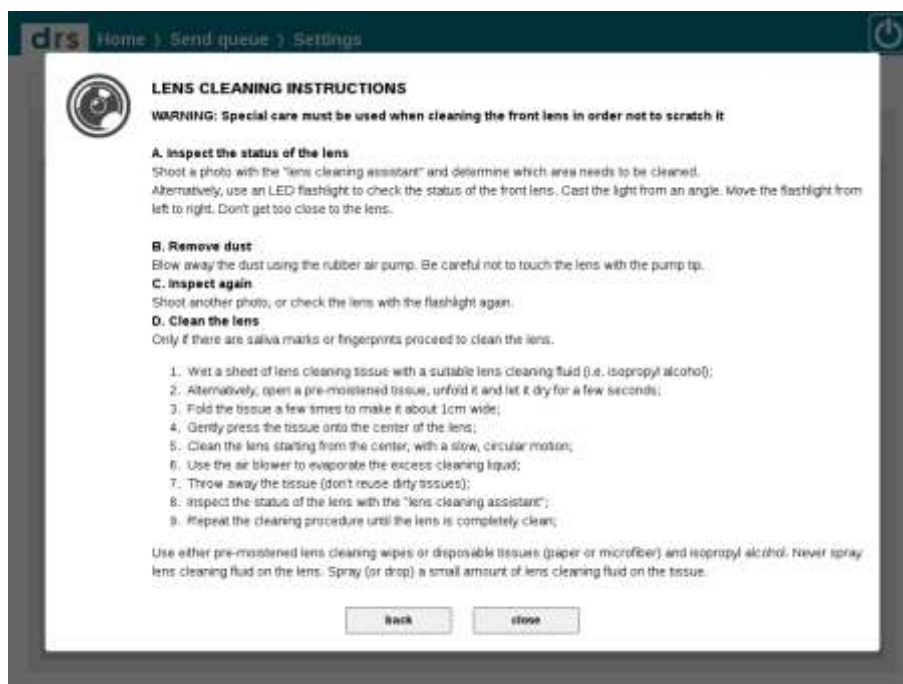 drs Home > Send queue > Settings
LENS CLEANING INSTRUCTIONS
WARNING: Special care must be used when cleaning the front lens in order not to scratch it
A. Inspect the status of the lens
Shoot a photo with the "lens cleaning assistant" and determine which area needs to be cleaned.
Alternatively, use an LED flashlight to check the status of the front lens. Cast the light from an angle. Move the flashlight from
left to right. Don't get too close to the lens.
B. Remove dust
Blow away the dust using the rubber air pump. Be careful not to touch the lens with the pump tip.
C. Inspect again
Shoot another photo, or check the lens with the flashlight again.
D. Clean the lens
Only if there are saliva marks or fingerprints proceed to clean the lens.
1. Wet a sheet of lens cleaning tissue with a suitable lens cleaning fluid (i.e. isopropyl alcohol);
2. Alternatively, open a pre-moistened tissue, unfold it and let it dry for a few seconds;
3. Fold the tissue a few times to make it about 1cm wide;
4. Gently press the tissue onto the center of the lens;
5. Clean the lens starting from the center, with a slow, circular motion;
6. Use the air blower to evaporate the excess cleaning liquid;
7. Throw away the tissue (don't reuse dirty tissues);
8. Inspect the status of the lens with the "lens cleaning assistant";
9. Repeat the cleaning procedure until the lens is completely clean;
Use either pre-moistened lens cleaning wipes or disposable tissues (paper or microfiber) and isopropyl alcohol. Never spray
lens cleaning fluid on the lens. Spray (or drop) a small amount of lens cleaning fluid on the tissue.
back close